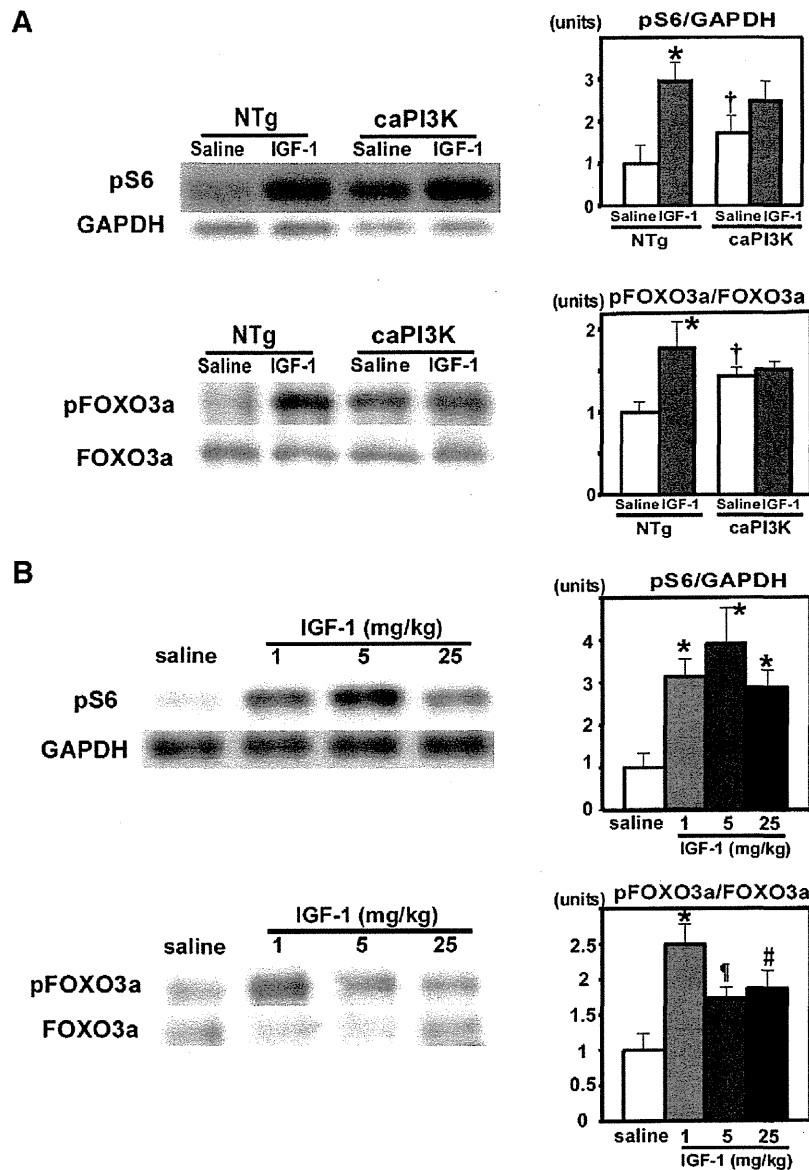 A
(units) pS6/GAPDH
NTg caPI3K
Saline IGF-1 Saline IGF-1
pS6
GAPDH
3
2
1
0
*
†
Saline IGF-1 Saline IGF-1
NTg caPI3K
(units) pFOXO3a/FOXO3a
NTg caPI3K
Saline IGF-1 Saline IGF-1
pFOXO3a
FOXO3a
2
1
0
*
†
Saline IGF-1 Saline IGF-1
NTg caPI3K
B
(units) pS6/GAPDH
IGF-1 (mg/kg)
saline 1 5 25
pS6
GAPDH
4
3
2
1
0
* * *
saline 1 5 25
IGF-1 (mg/kg)
(units) pFOXO3a/FOXO3a
IGF-1 (mg/kg)
saline 1 5 25
pFOXO3a
FOXO3a
2.5
2
1.5
1
0.5
0
* ¶ #
saline 1 5 25
IGF-1 (mg/kg)